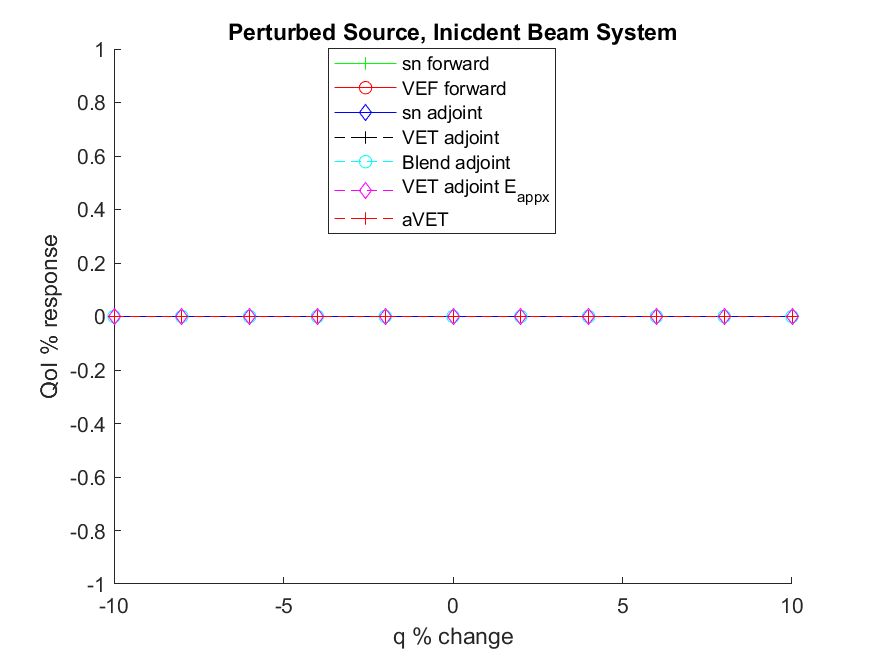 Perturbed Source, Inicdent Beam System
sn forward
VEF forward
sn adjoint
VET adjoint
Blend adjoint
VET adjoint E_appx
aVET
QoI % response
1
0.8
0.6
0.4
0.2
0
-0.2
-0.4
-0.6
-0.8
-1
-10
-5
0
5
10
q % change